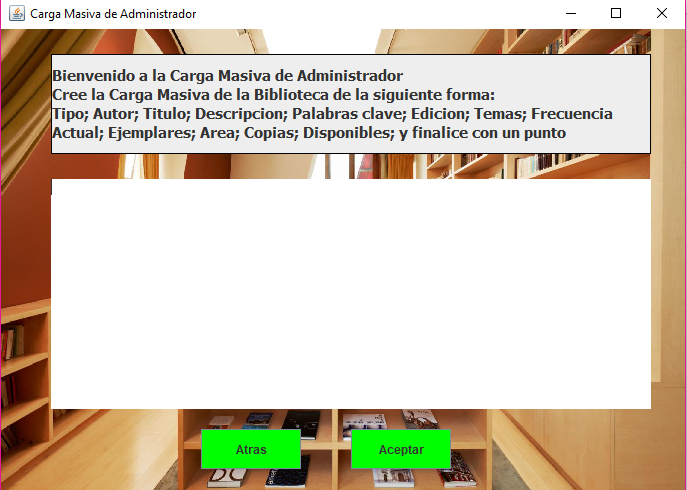 Carga Masiva de Administrador
Bienvenido a la Carga Masiva de Administrador
Cree la Carga Masiva de la Biblioteca de la siguiente forma:
Tipo; Autor; Titulo; Descripcion; Palabras clave; Edicion; Temas; Frecuencia
Actual; Ejemplares; Area; Copias; Disponibles; y finalice con un punto
Atras
Aceptar